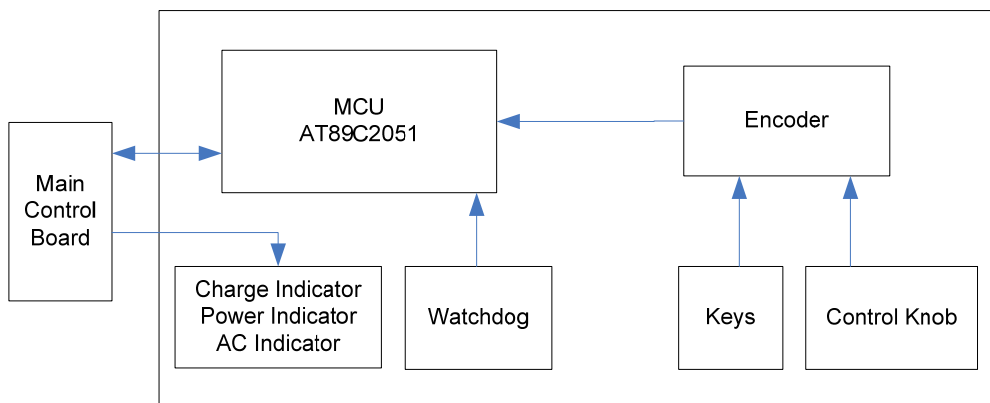 MCU
AT89C2051
Encoder
Main
Control
Board
Charge Indicator
Power Indicator
AC Indicator
Watchdog
Keys
Control Knob